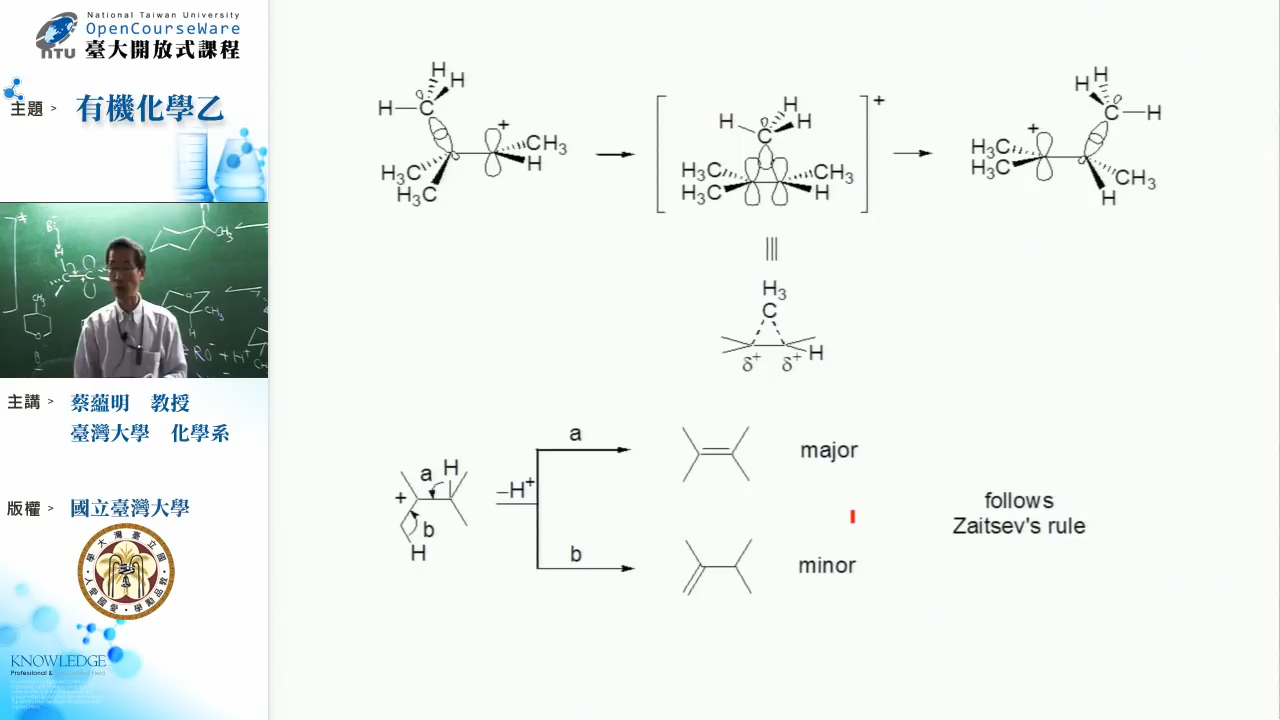 National Taiwan University
OpenCourseWare
臺大開放式課程
NTU
主題 > 有機化學乙
主講 > 蔡蘊明 教授
臺灣大學 化學系
版權 > 國立臺灣大學
KNOWLEDGE
H
H
H
C
+
CH3
H
H3C
H3C
H
H
H
C
H3C
H3C
CH3
H
+
H
H
C
H
+
H3C
H3C
CH3
H
H3
C
δ+
δ+
H
a
H
+
b
H
–H+
a
major
b
minor
follows
Zaitsev's rule